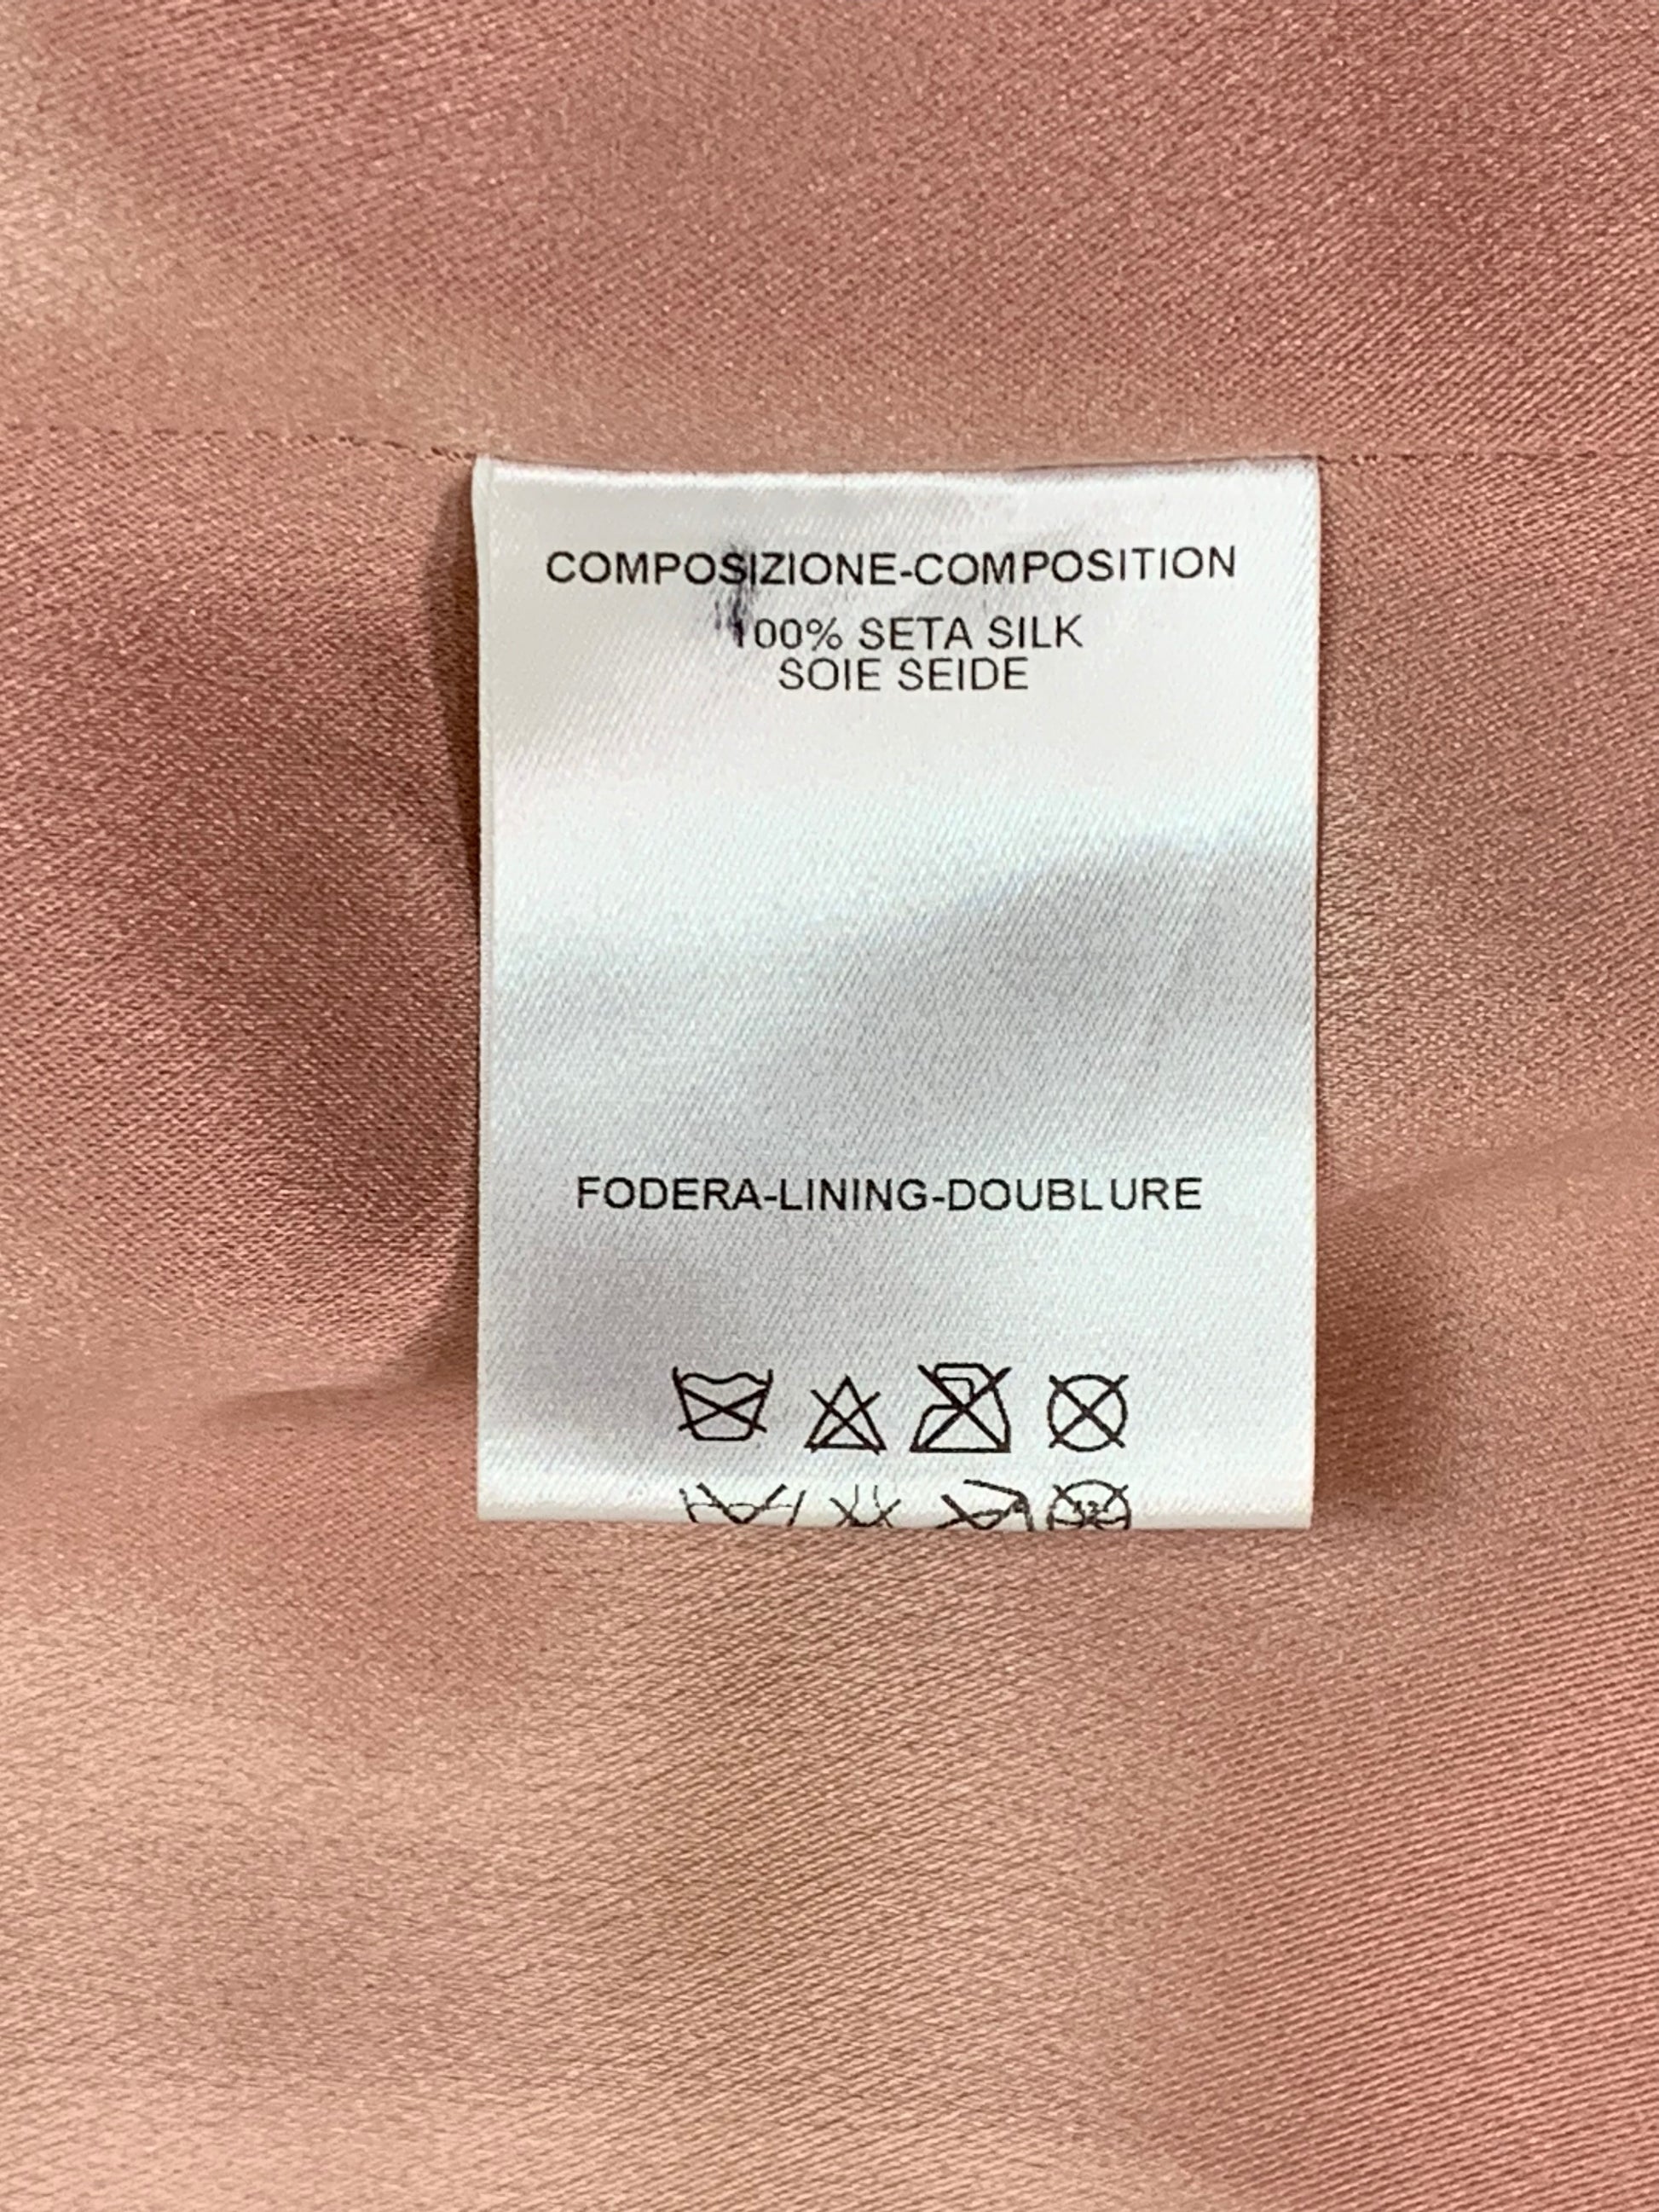 COMPOSIZIONE-COMPOSITION
100% SETA SILK
SOIE SEIDE
FODERA-LINING-DOUBLURE